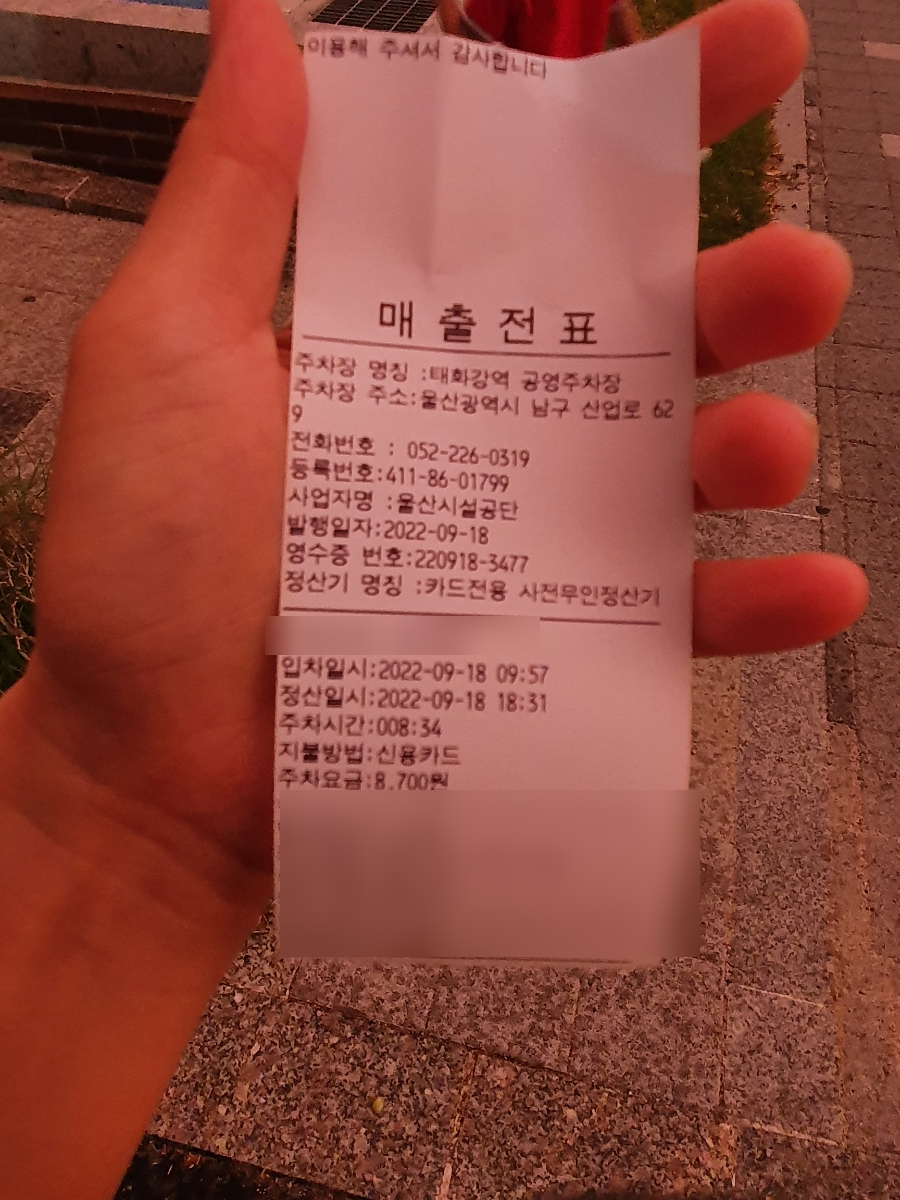 이용해 주셔서 감사합니다
매출전표
주차장 명칭 :태화강역 공영주차장
주차장 주소:울산광역시 남구 산업로 62
9
전화번호 : 052-226-0319
등록번호:411-86-01799
사업자명 :울산시설공단
발행일자:2022-09-18
영수증 번호:220918-3477
정산기 명칭 :카드전용 사전무인정산기
입차일시:2022-09-18 09:57
정산일시:2022-09-18 18:31
주차시간:008:34
지불방법:신용카드
주차요금:8,700원